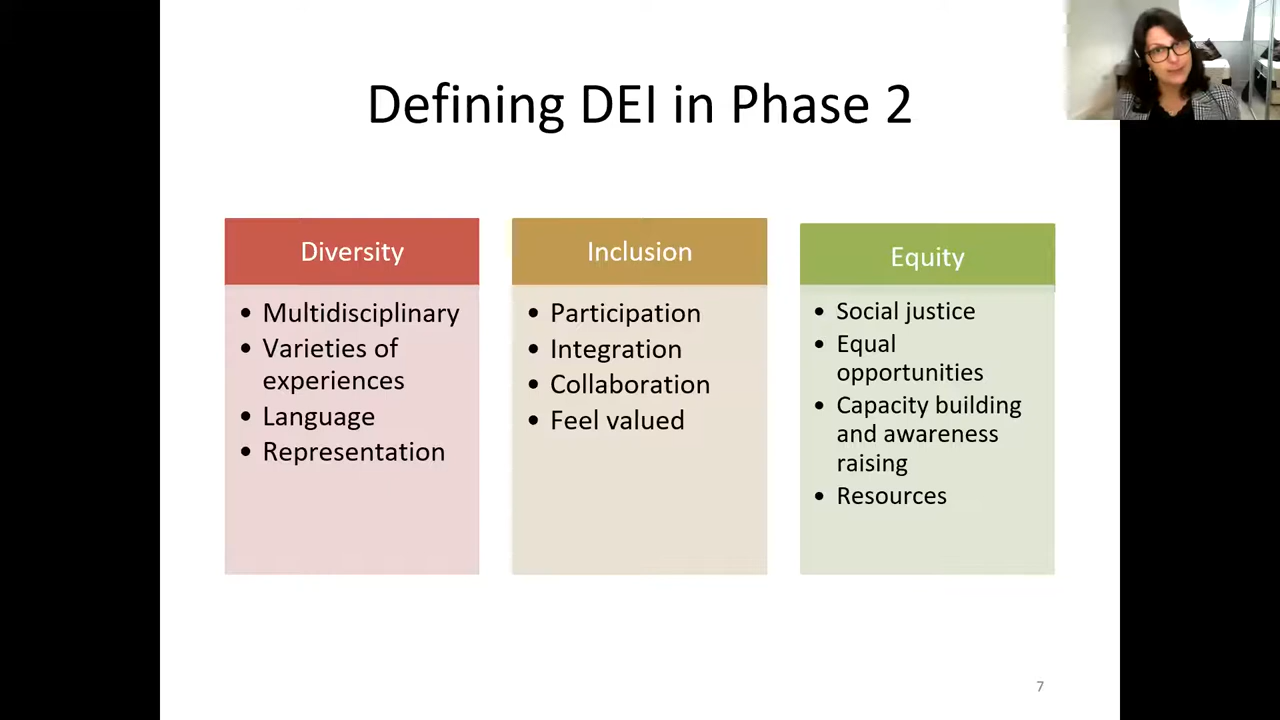 Defining DEI in Phase 2
Diversity
• Multidisciplinary
• Varieties of
experiences
• Language
• Representation
Inclusion
• Participation
• Integration
• Collaboration
• Feel valued
Equity
• Social justice
• Equal
opportunities
• Capacity building
and awareness
raising
• Resources
7